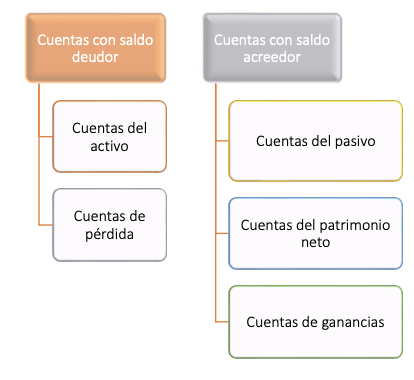 Cuentas con saldo
deudor
Cuentas del
activo
Cuentas de
pérdida
Cuentas con saldo
acreedor
Cuentas del pasivo
Cuentas del patrimonio
neto
Cuentas de ganancias